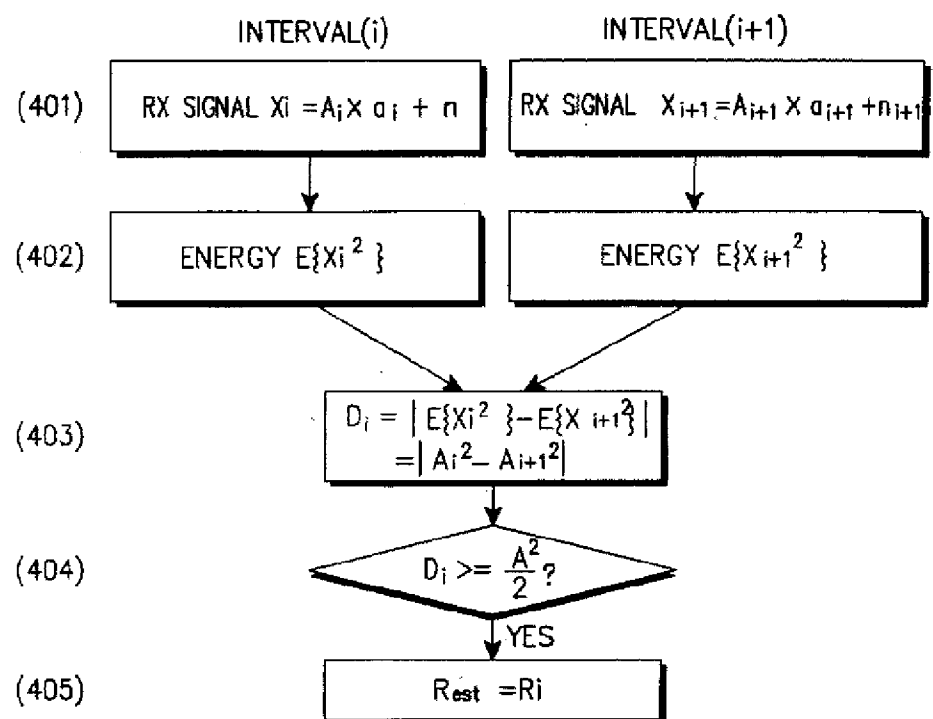 INTERVAL(i) INTERVAL(i+1)
(401) RX SIGNAL Xi =Ai X ai + n RX SIGNAL Xi+1 =Ai+1 X ai+1 +ni+1
(402) ENERGY E{Xi² } ENERGY E{Xi+1² }
(403) Di = | E{Xi² }-E{X i+1²} |
=| Ai² - Ai+1² |
(404) Di >= A²/2 ?
YES
(405) Rest =Ri